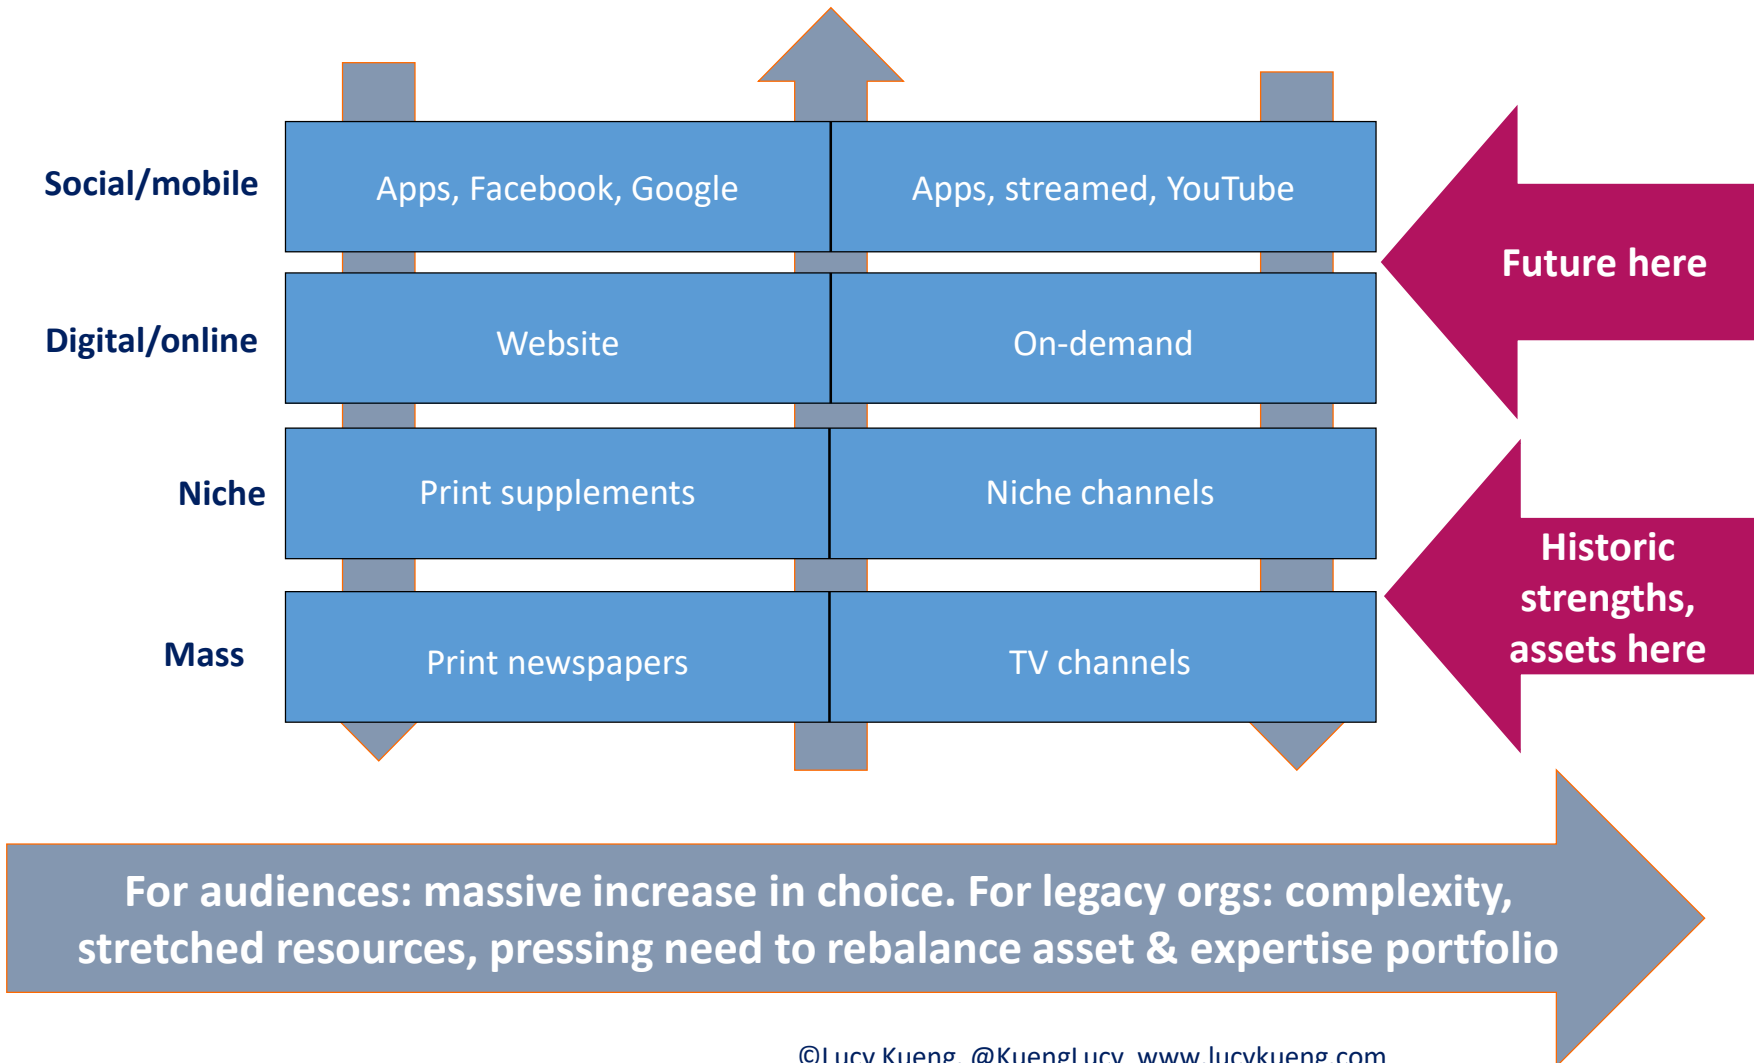 Social/mobile
Apps, Facebook, Google
Apps, streamed, YouTube
Future here
Digital/online
Website
On-demand
Niche
Print supplements
Niche channels
Historic
strengths,
assets here
Mass
Print newspapers
TV channels
For audiences: massive increase in choice. For legacy orgs: complexity,
stretched resources, pressing need to rebalance asset & expertise portfolio
©Lucy Kueng, @KuengLucy, www.lucykueng.com